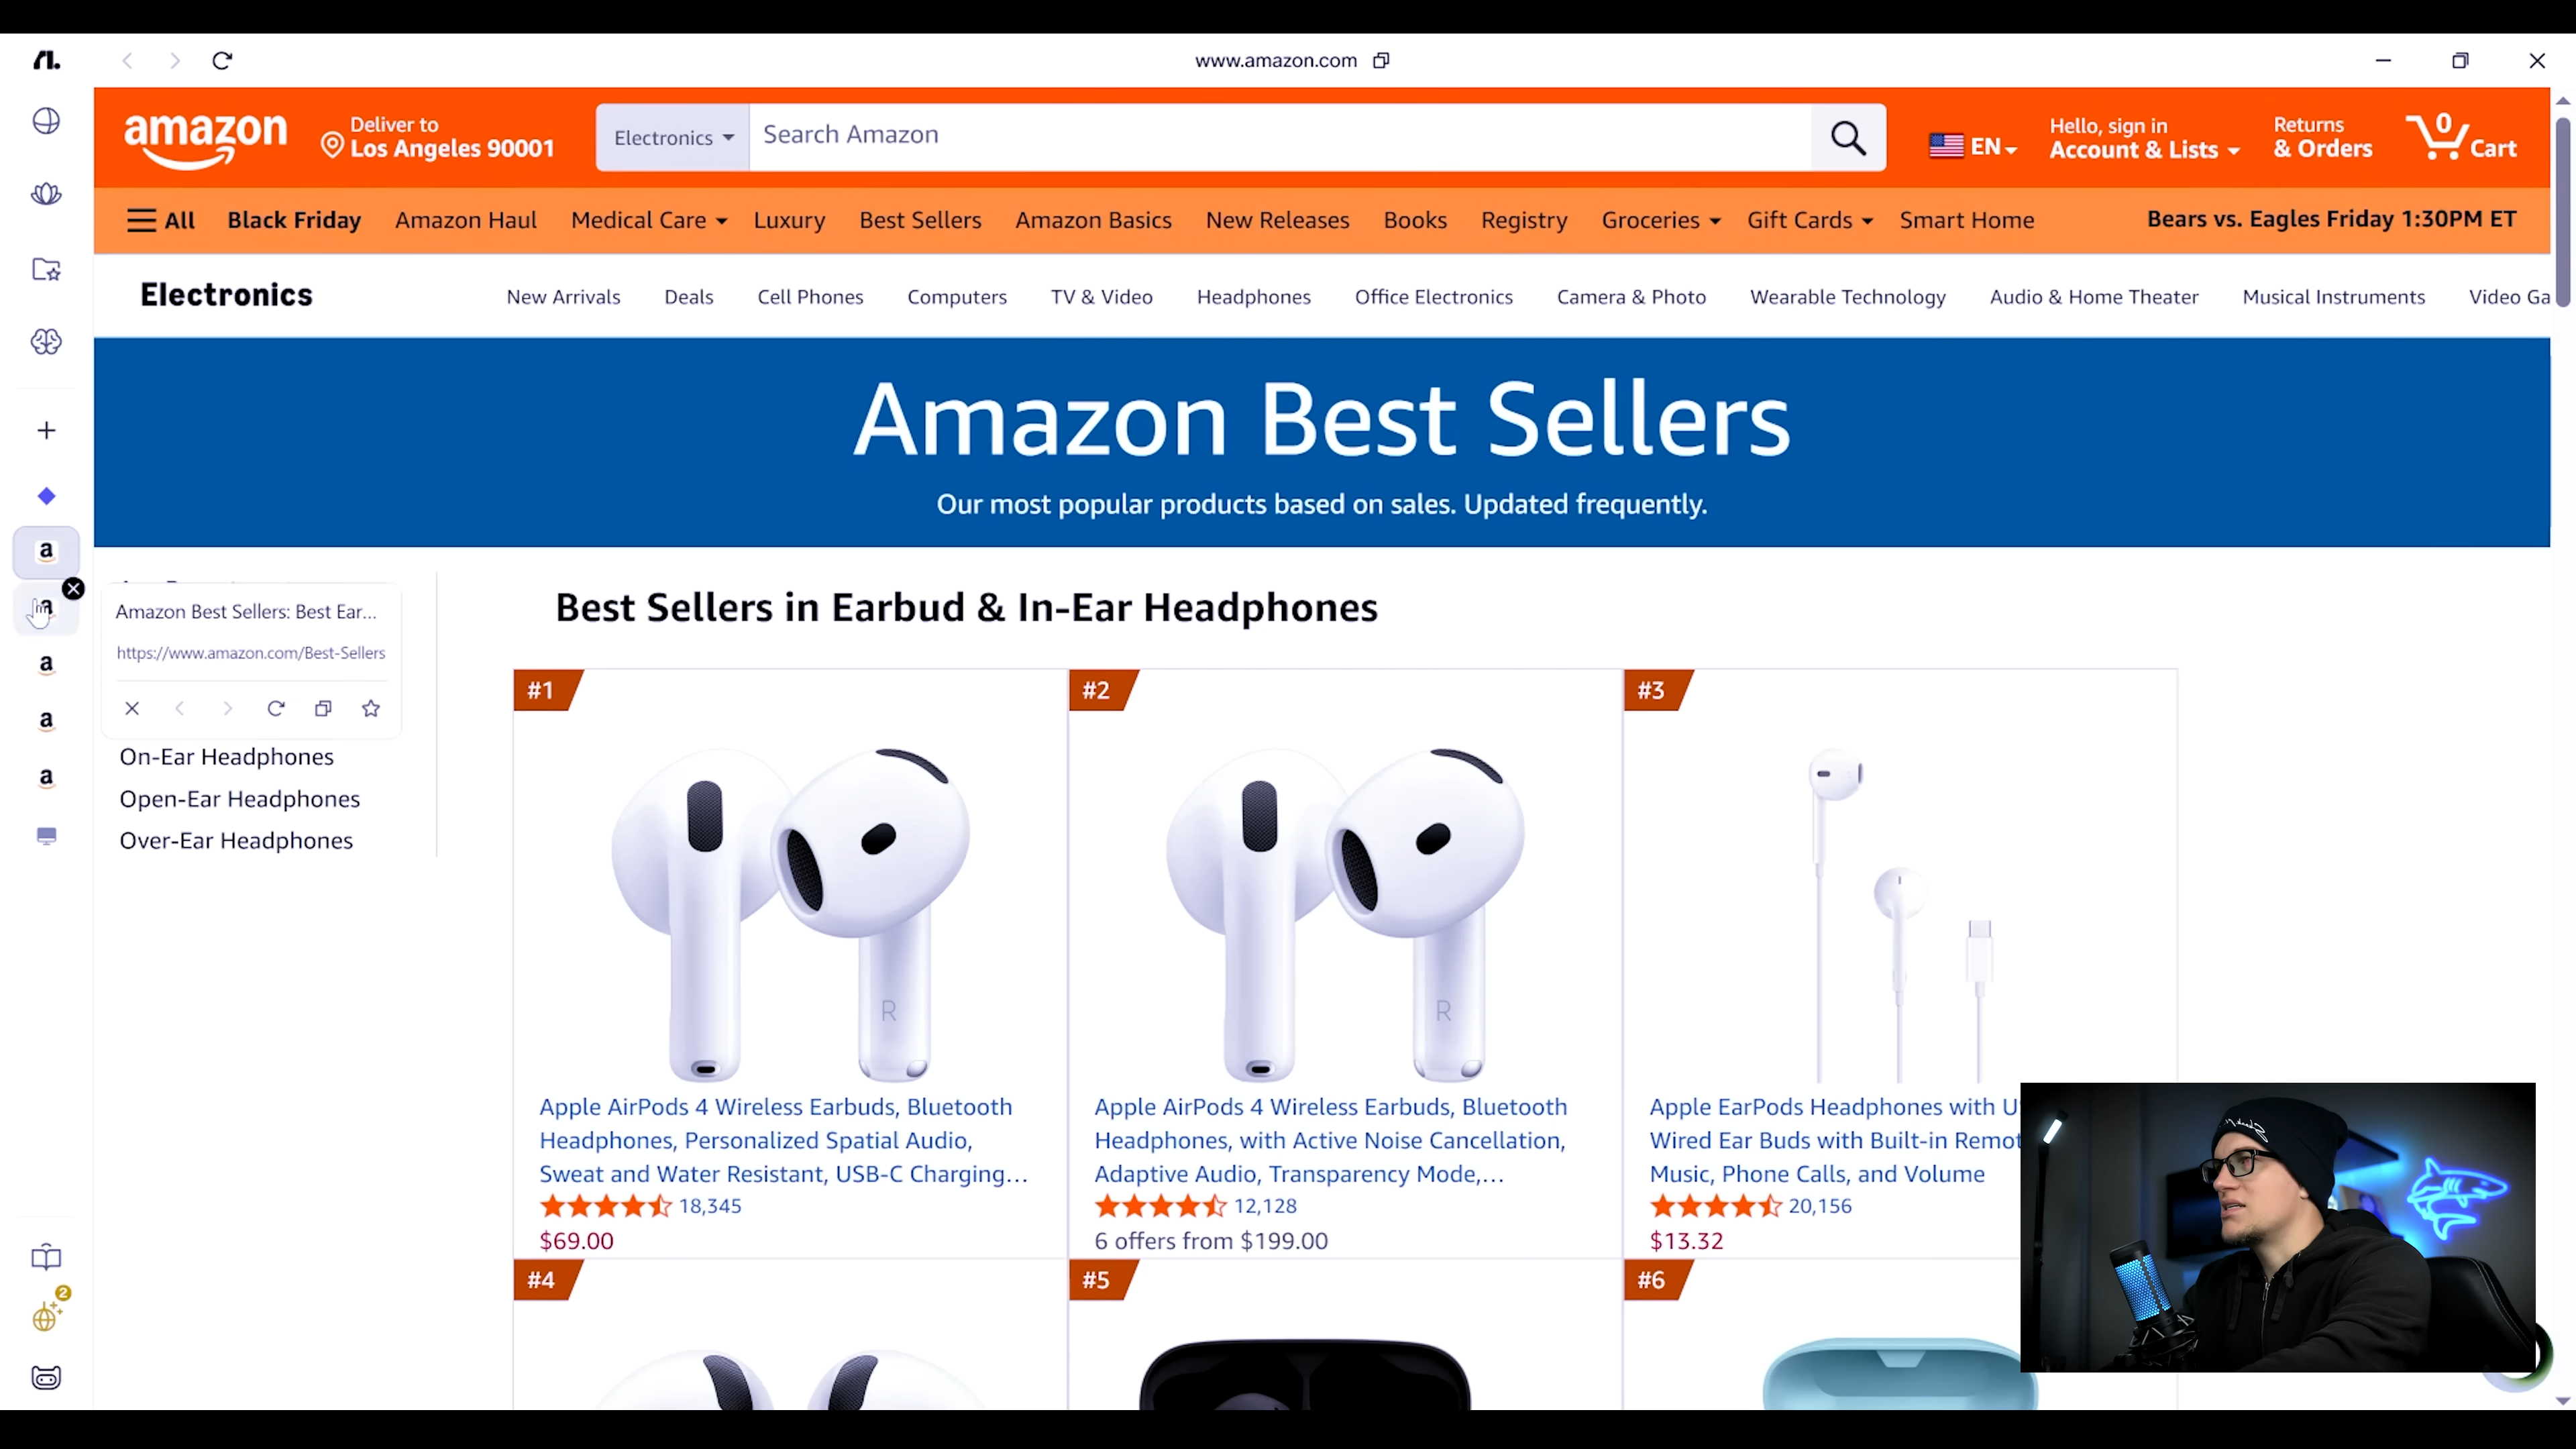 www.amazon.com
amazon
Deliver to
Los Angeles 90001
Electronics
Search Amazon
EN
Hello, sign in
Account & Lists
Returns
& Orders
0
Cart
All
Black Friday
Amazon Haul
Medical Care
Luxury
Best Sellers
Amazon Basics
New Releases
Books
Registry
Groceries
Gift Cards
Smart Home
Bears vs. Eagles Friday 1:30PM ET
Electronics
New Arrivals
Deals
Cell Phones
Computers
TV & Video
Headphones
Office Electronics
Camera & Photo
Wearable Technology
Audio & Home Theater
Musical Instruments
Video Ga
Amazon Best Sellers
Our most popular products based on sales. Updated frequently.
a
a
a
a
a
Amazon Best Sellers: Best Ear...
https://www.amazon.com/Best-Sellers
On-Ear Headphones
Open-Ear Headphones
Over-Ear Headphones
2
Best Sellers in Earbud & In-Ear Headphones
#1
R
Apple AirPods 4 Wireless Earbuds, Bluetooth
Headphones, Personalized Spatial Audio,
Sweat and Water Resistant, USB-C Charging...
18,345
$69.00
#2
R
Apple AirPods 4 Wireless Earbuds, Bluetooth
Headphones, with Active Noise Cancellation,
Adaptive Audio, Transparency Mode,...
12,128
6 offers from $199.00
#3
Apple EarPods Headphones with
Wired Ear Buds with Built-in
Music, Phone Calls, and Volume
20,156
$13.32
#4
#5
#6